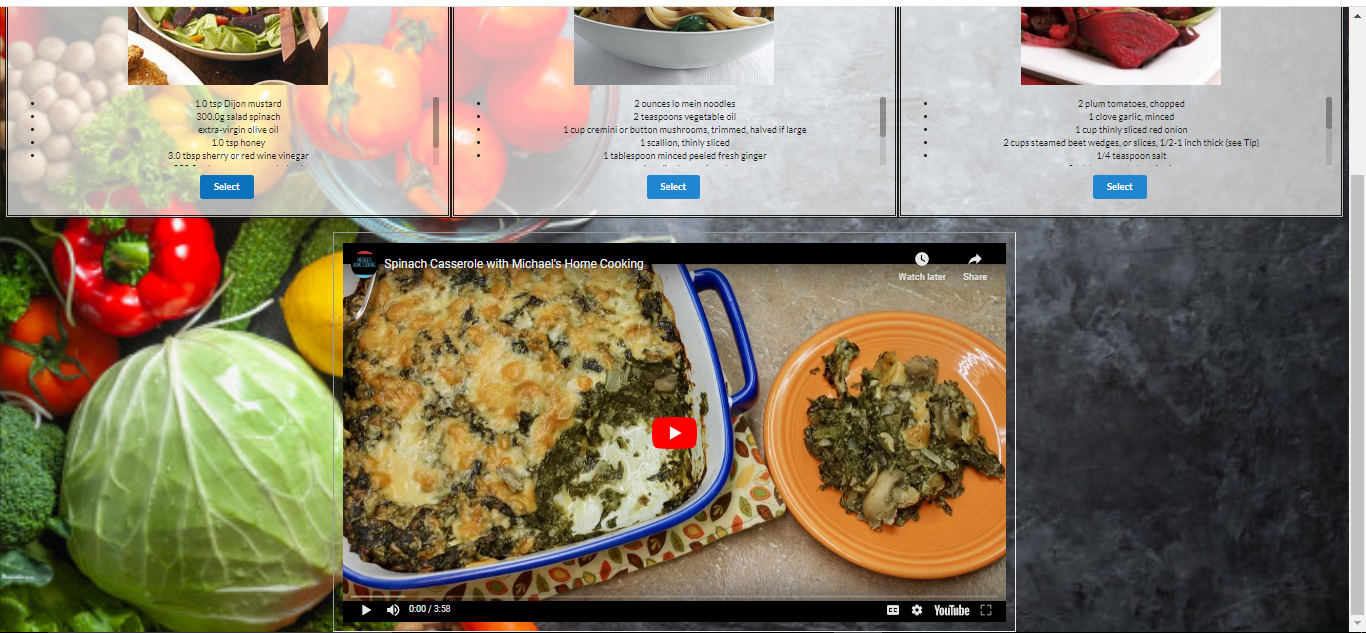 1.0 tsp Dijon mustard
300.0g salad spinach
extra-virgin olive oil
1.0 tsp honey
3.0 tbsp sherry or red wine vinegar
Select
2 ounces lo mein noodles
2 teaspoons vegetable oil
1 cup cremini or button mushrooms, trimmed, halved if large
1 scallion, thinly sliced
1 tablespoon minced peeled fresh ginger
Select
2 plum tomatoes, chopped
1 clove garlic, minced
1 cup thinly sliced red onion
2 cups steamed beet wedges, or slices, 1/2-1 inch thick (see Tip)
1/4 teaspoon salt
Select
MICHAEL'S
HOME COOKING
Spinach Casserole with Michael's Home Cooking
Watch later
Share
0:00 / 3:58
CC
YouTube